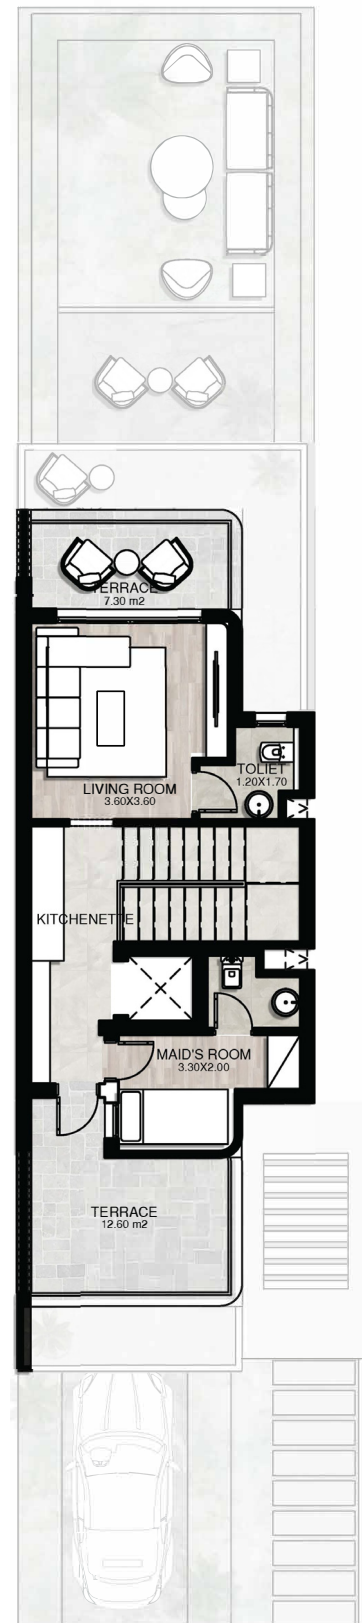 TERRACE
7.30 m2
LIVING ROOM
3.60X3.60
TOLIET
1.20X1.70
KITCHENETTE
MAID'S ROOM
3.30X2.00
TERRACE
12.60 m2